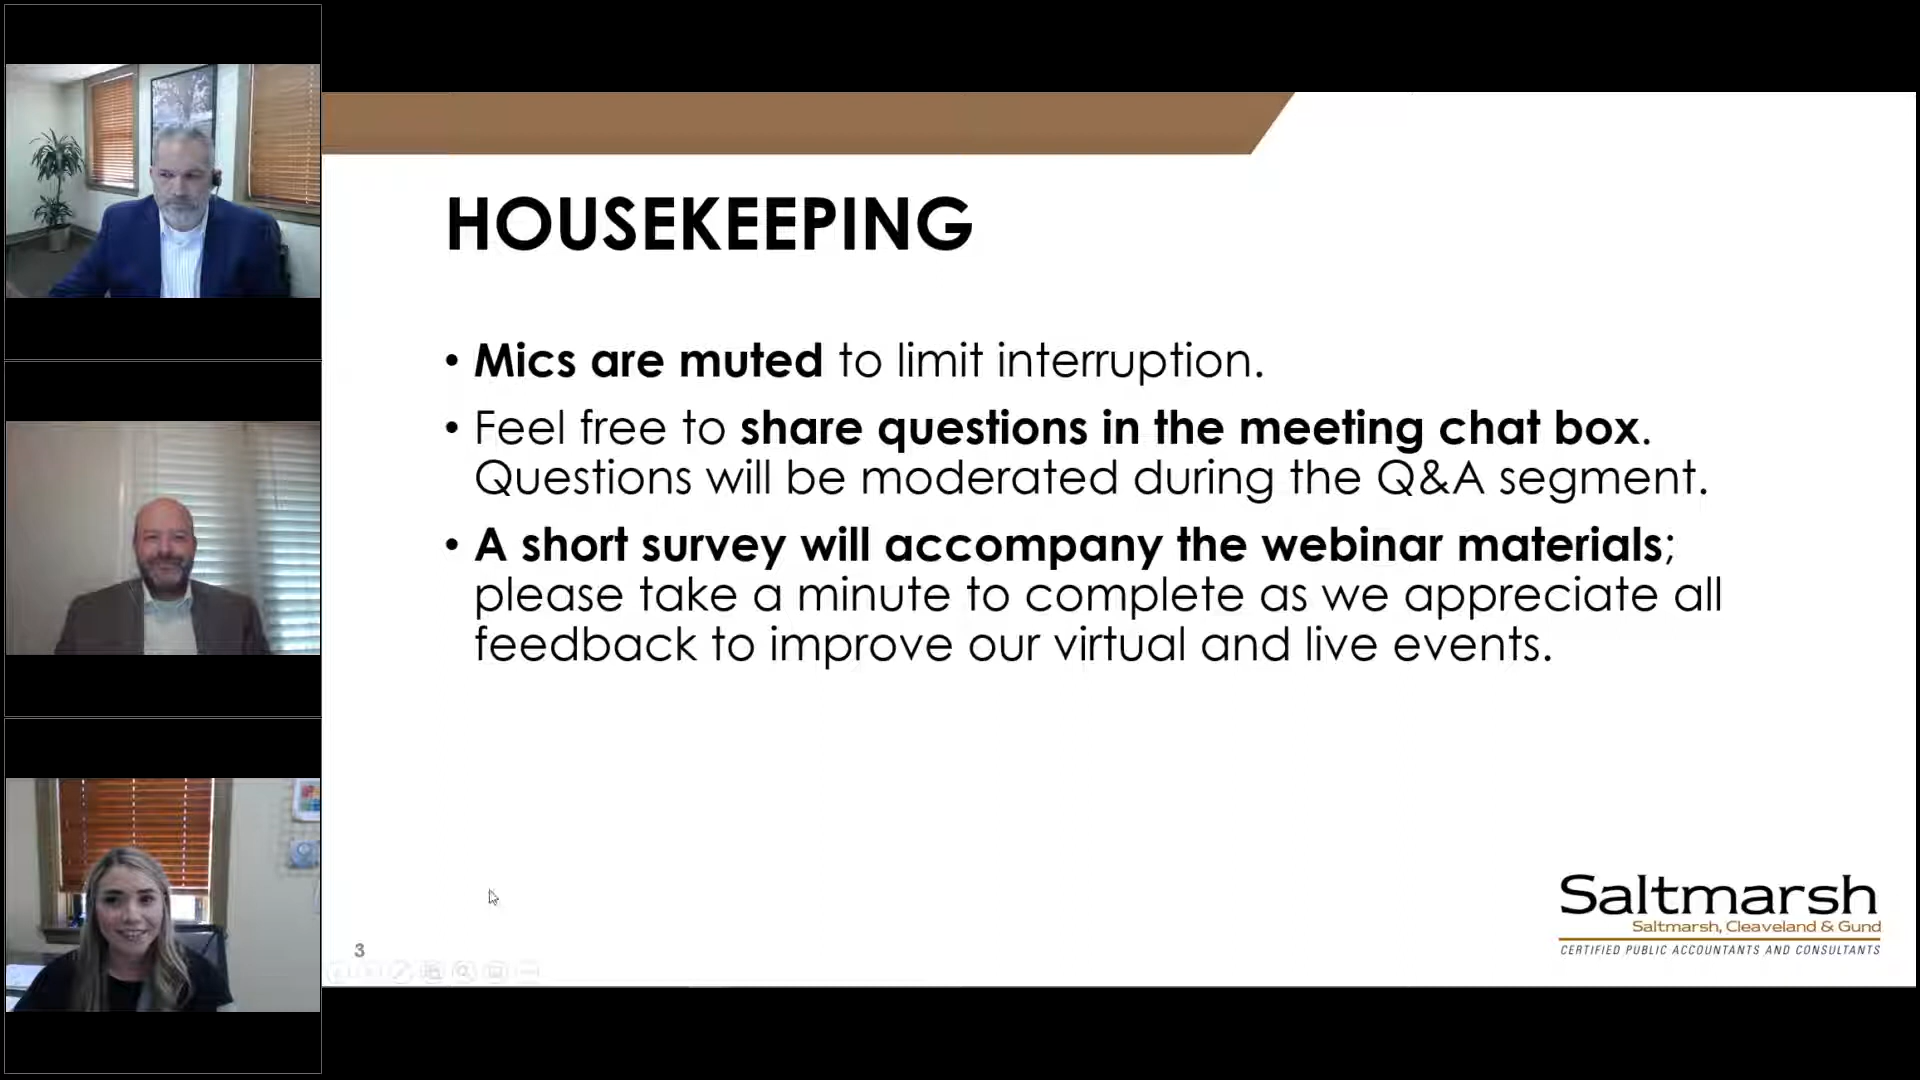 HOUSEKEEPING
• Mics are muted to limit interruption.
• Feel free to share questions in the meeting chat box.
Questions will be moderated during the Q&A segment.
• A short survey will accompany the webinar materials;
please take a minute to complete as we appreciate all
feedback to improve our virtual and live events.
3
Saltmarsh
Saltmarsh, Cleaveland & Gund
CERTIFIED PUBLIC ACCOUNTANTS AND CONSULTANTS